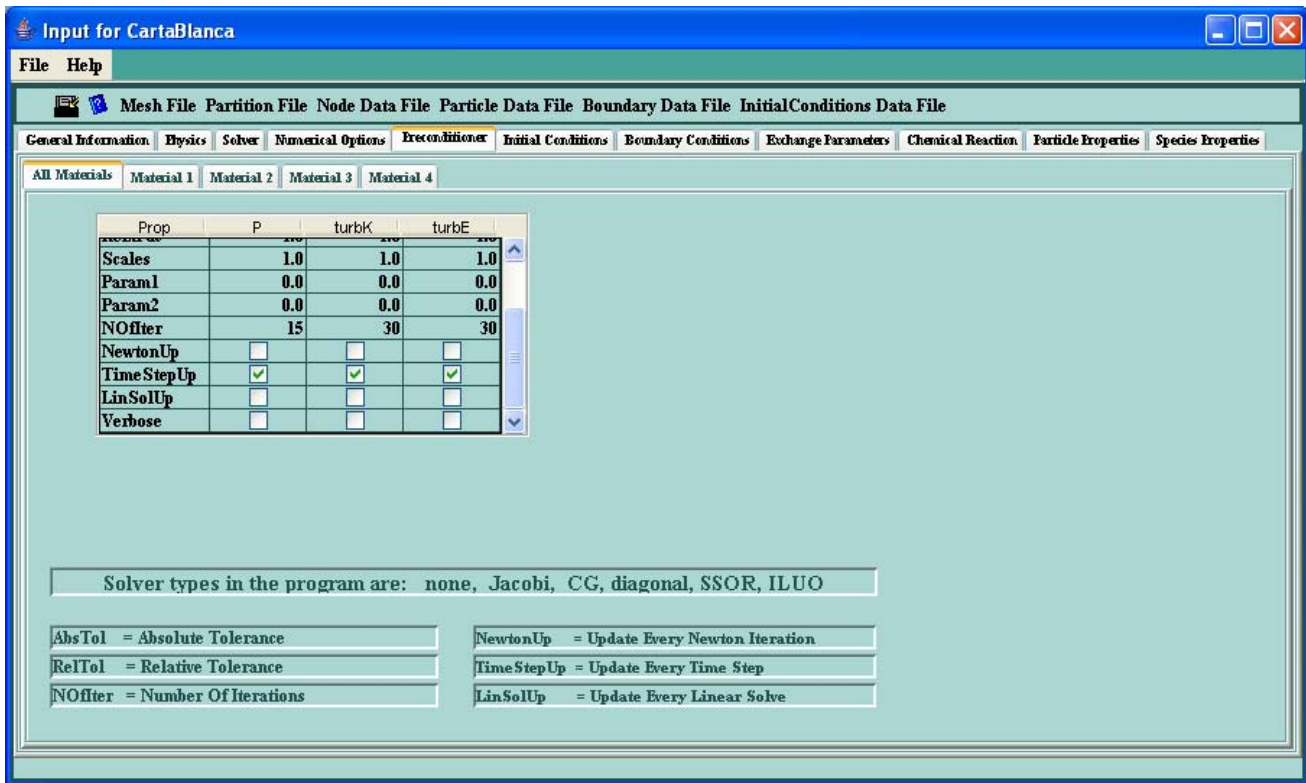 Input for CartaBlanca
File Help
Mesh File Partition File Node Data File Particle Data File Boundary Data File InitialConditions Data File
General Information Physics Solver Numerical Options Preconditioner Initial Conditions Boundary Conditions Exchange Parameters Chemical Reaction Particle Properties Species Properties
All Materials Material 1 Material 2 Material 3 Material 4
Prop P turbK turbE
Scales 1.0 1.0 1.0
Param1 0.0 0.0 0.0
Param2 0.0 0.0 0.0
NOfIter 15 30 30
NewtonUp
TimeStepUp
LinSolUp
Verbose
Solver types in the program are: none, Jacobi, CG, diagonal, SSOR, ILUO
AbsTol = Absolute Tolerance
NewtonUp = Update Every Newton Iteration
RelTol = Relative Tolerance
TimeStepUp = Update Every Time Step
NOfIter = Number Of Iterations
LinSolUp = Update Every Linear Solve